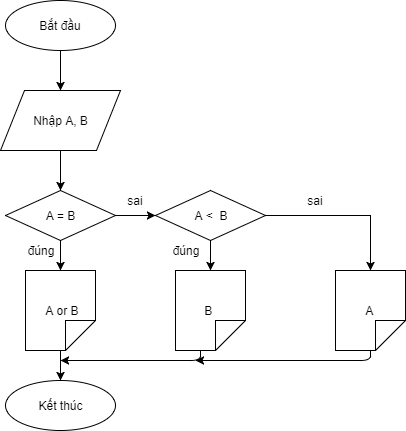 Bắt đầu
Nhập A, B
A = B
sai
A < B
sai
đúng
đúng
A or B
B
A
Kết thúc